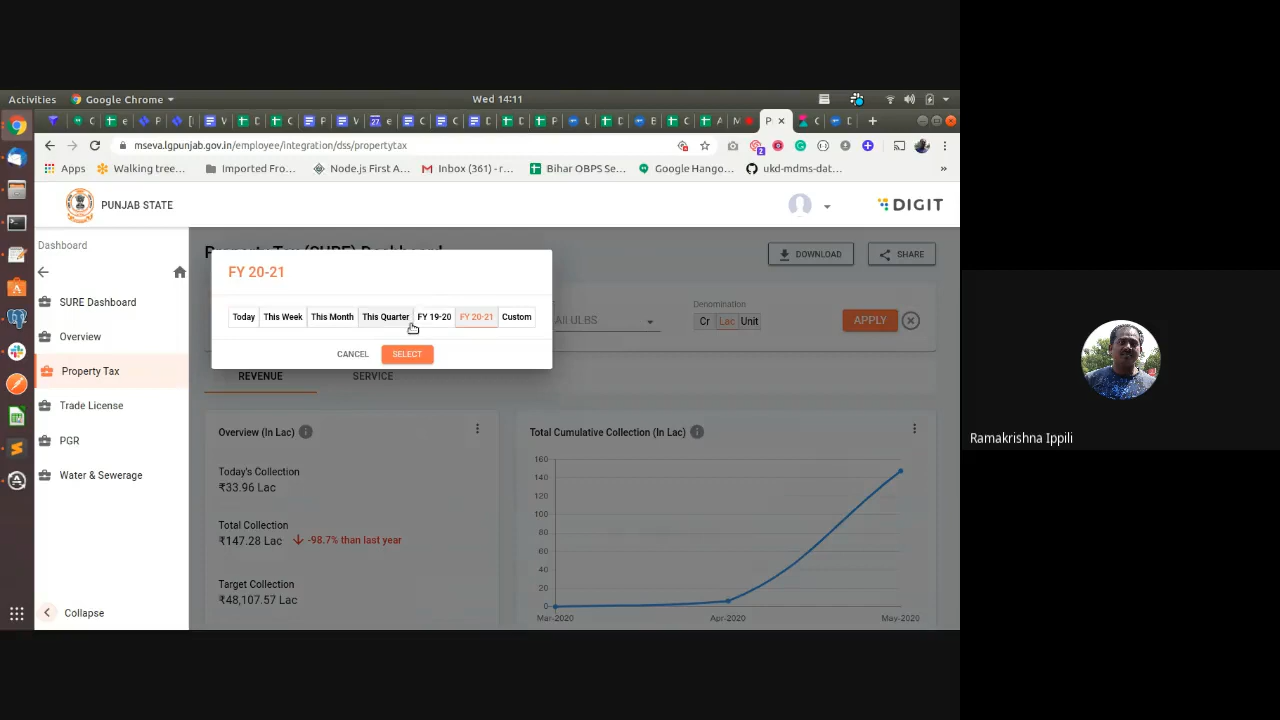 Activities Google Chrome Wed 14:11
mseva.lgpunjab.gov.in/employee/integration/dss/propertytax
Apps Walking tree... Imported Fro... Node.js First A... Inbox (361) - r... Bihar OBPS Se... Google Hango... ukd-mdms-dat... »
PUNJAB STATE
DIGIT
Dashboard
SURE Dashboard
Overview
Property Tax
Trade License
PGR
Water & Sewerage
Collapse
Property Tax (SURE) Dashboard
DOWNLOAD
SHARE
FY 20-21
Today This Week This Month This Quarter FY 19-20 FY 20-21 Custom
CANCEL SELECT
All ULBS
Denomination
Cr Lac Unit
APPLY
REVENUE SERVICE
Overview (In Lac)
Today's Collection
₹33.96 Lac
Total Collection
₹147.28 Lac -98.7% than last year
Target Collection
₹48,107.57 Lac
Total Cumulative Collection (In Lac)
160
140
120
100
80
60
40
20
0
Mar-2020 Apr-2020 May-2020
Ramakrishna Ippili